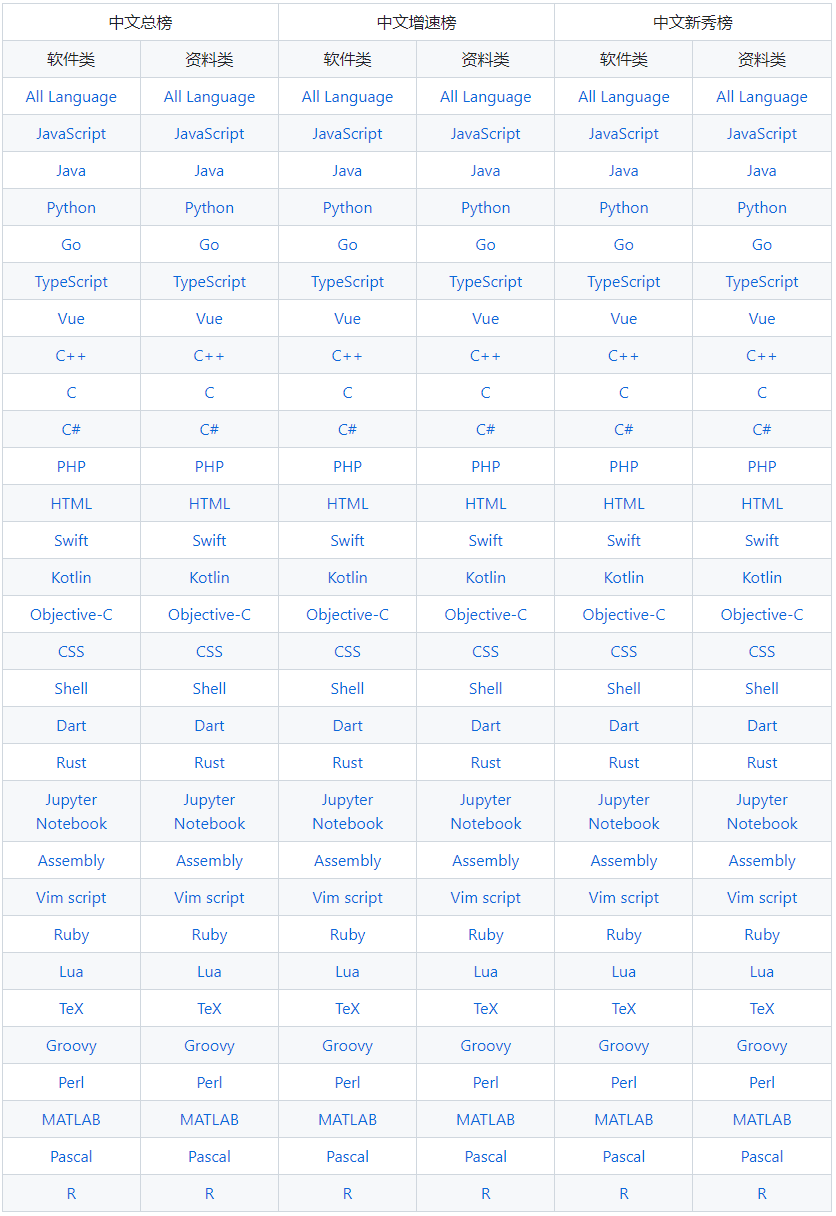 中文总榜 中文增速榜 中文新秀榜
软件类 资料类 软件类 资料类 软件类 资料类
All Language All Language All Language All Language All Language All Language
JavaScript JavaScript JavaScript JavaScript JavaScript JavaScript
Java Java Java Java Java Java
Python Python Python Python Python Python
Go Go Go Go Go Go
TypeScript TypeScript TypeScript TypeScript TypeScript TypeScript
Vue Vue Vue Vue Vue Vue
C++ C++ C++ C++ C++ C++
C C C C C C
C# C# C# C# C# C#
PHP PHP PHP PHP PHP PHP
HTML HTML HTML HTML HTML HTML
Swift Swift Swift Swift Swift Swift
Kotlin Kotlin Kotlin Kotlin Kotlin Kotlin
Objective-C Objective-C Objective-C Objective-C Objective-C Objective-C
CSS CSS CSS CSS CSS CSS
Shell Shell Shell Shell Shell Shell
Dart Dart Dart Dart Dart Dart
Rust Rust Rust Rust Rust Rust
Jupyter Jupyter Jupyter Jupyter Jupyter Jupyter
Notebook Notebook Notebook Notebook Notebook Notebook
Assembly Assembly Assembly Assembly Assembly Assembly
Vim script Vim script Vim script Vim script Vim script Vim script
Ruby Ruby Ruby Ruby Ruby Ruby
Lua Lua Lua Lua Lua Lua
TeX TeX TeX TeX TeX TeX
Groovy Groovy Groovy Groovy Groovy Groovy
Perl Perl Perl Perl Perl Perl
MATLAB MATLAB MATLAB MATLAB MATLAB MATLAB
Pascal Pascal Pascal Pascal Pascal Pascal
R R R R R R